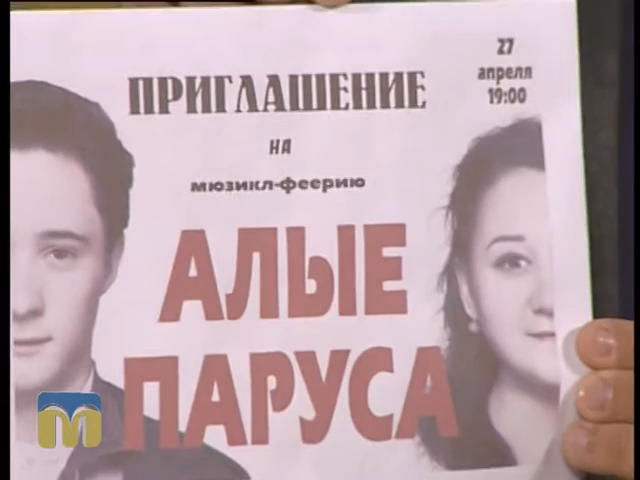 ПРИГЛАШЕНИЕ
27
апреля
19:00
НА
мюзикл-феерию
АЛЫЕ
ПАРУСА
М